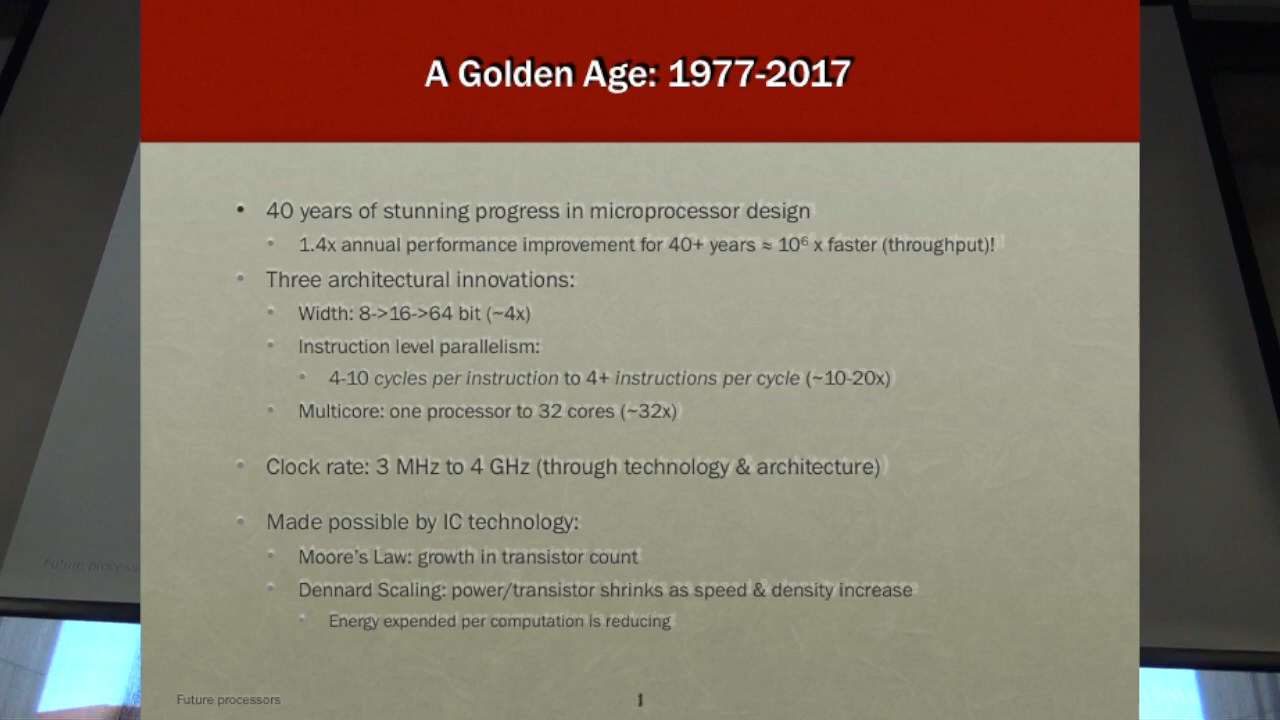 A Golden Age: 1977-2017
• 40 years of stunning progress in microprocessor design
• 1.4x annual performance improvement for 40+ years ≈ 10⁶ x faster (throughput)!
• Three architectural innovations:
• Width: 8->16->64 bit (~4x)
• Instruction level parallelism:
• 4-10 cycles per instruction to 4+ instructions per cycle (~10-20x)
• Multicore: one processor to 32 cores (~32x)
• Clock rate: 3 MHz to 4 GHz (through technology & architecture)
• Made possible by IC technology:
• Moore's Law: growth in transistor count
• Dennard Scaling: power/transistor shrinks as speed & density increase
• Energy expended per computation is reducing
Future processors
1